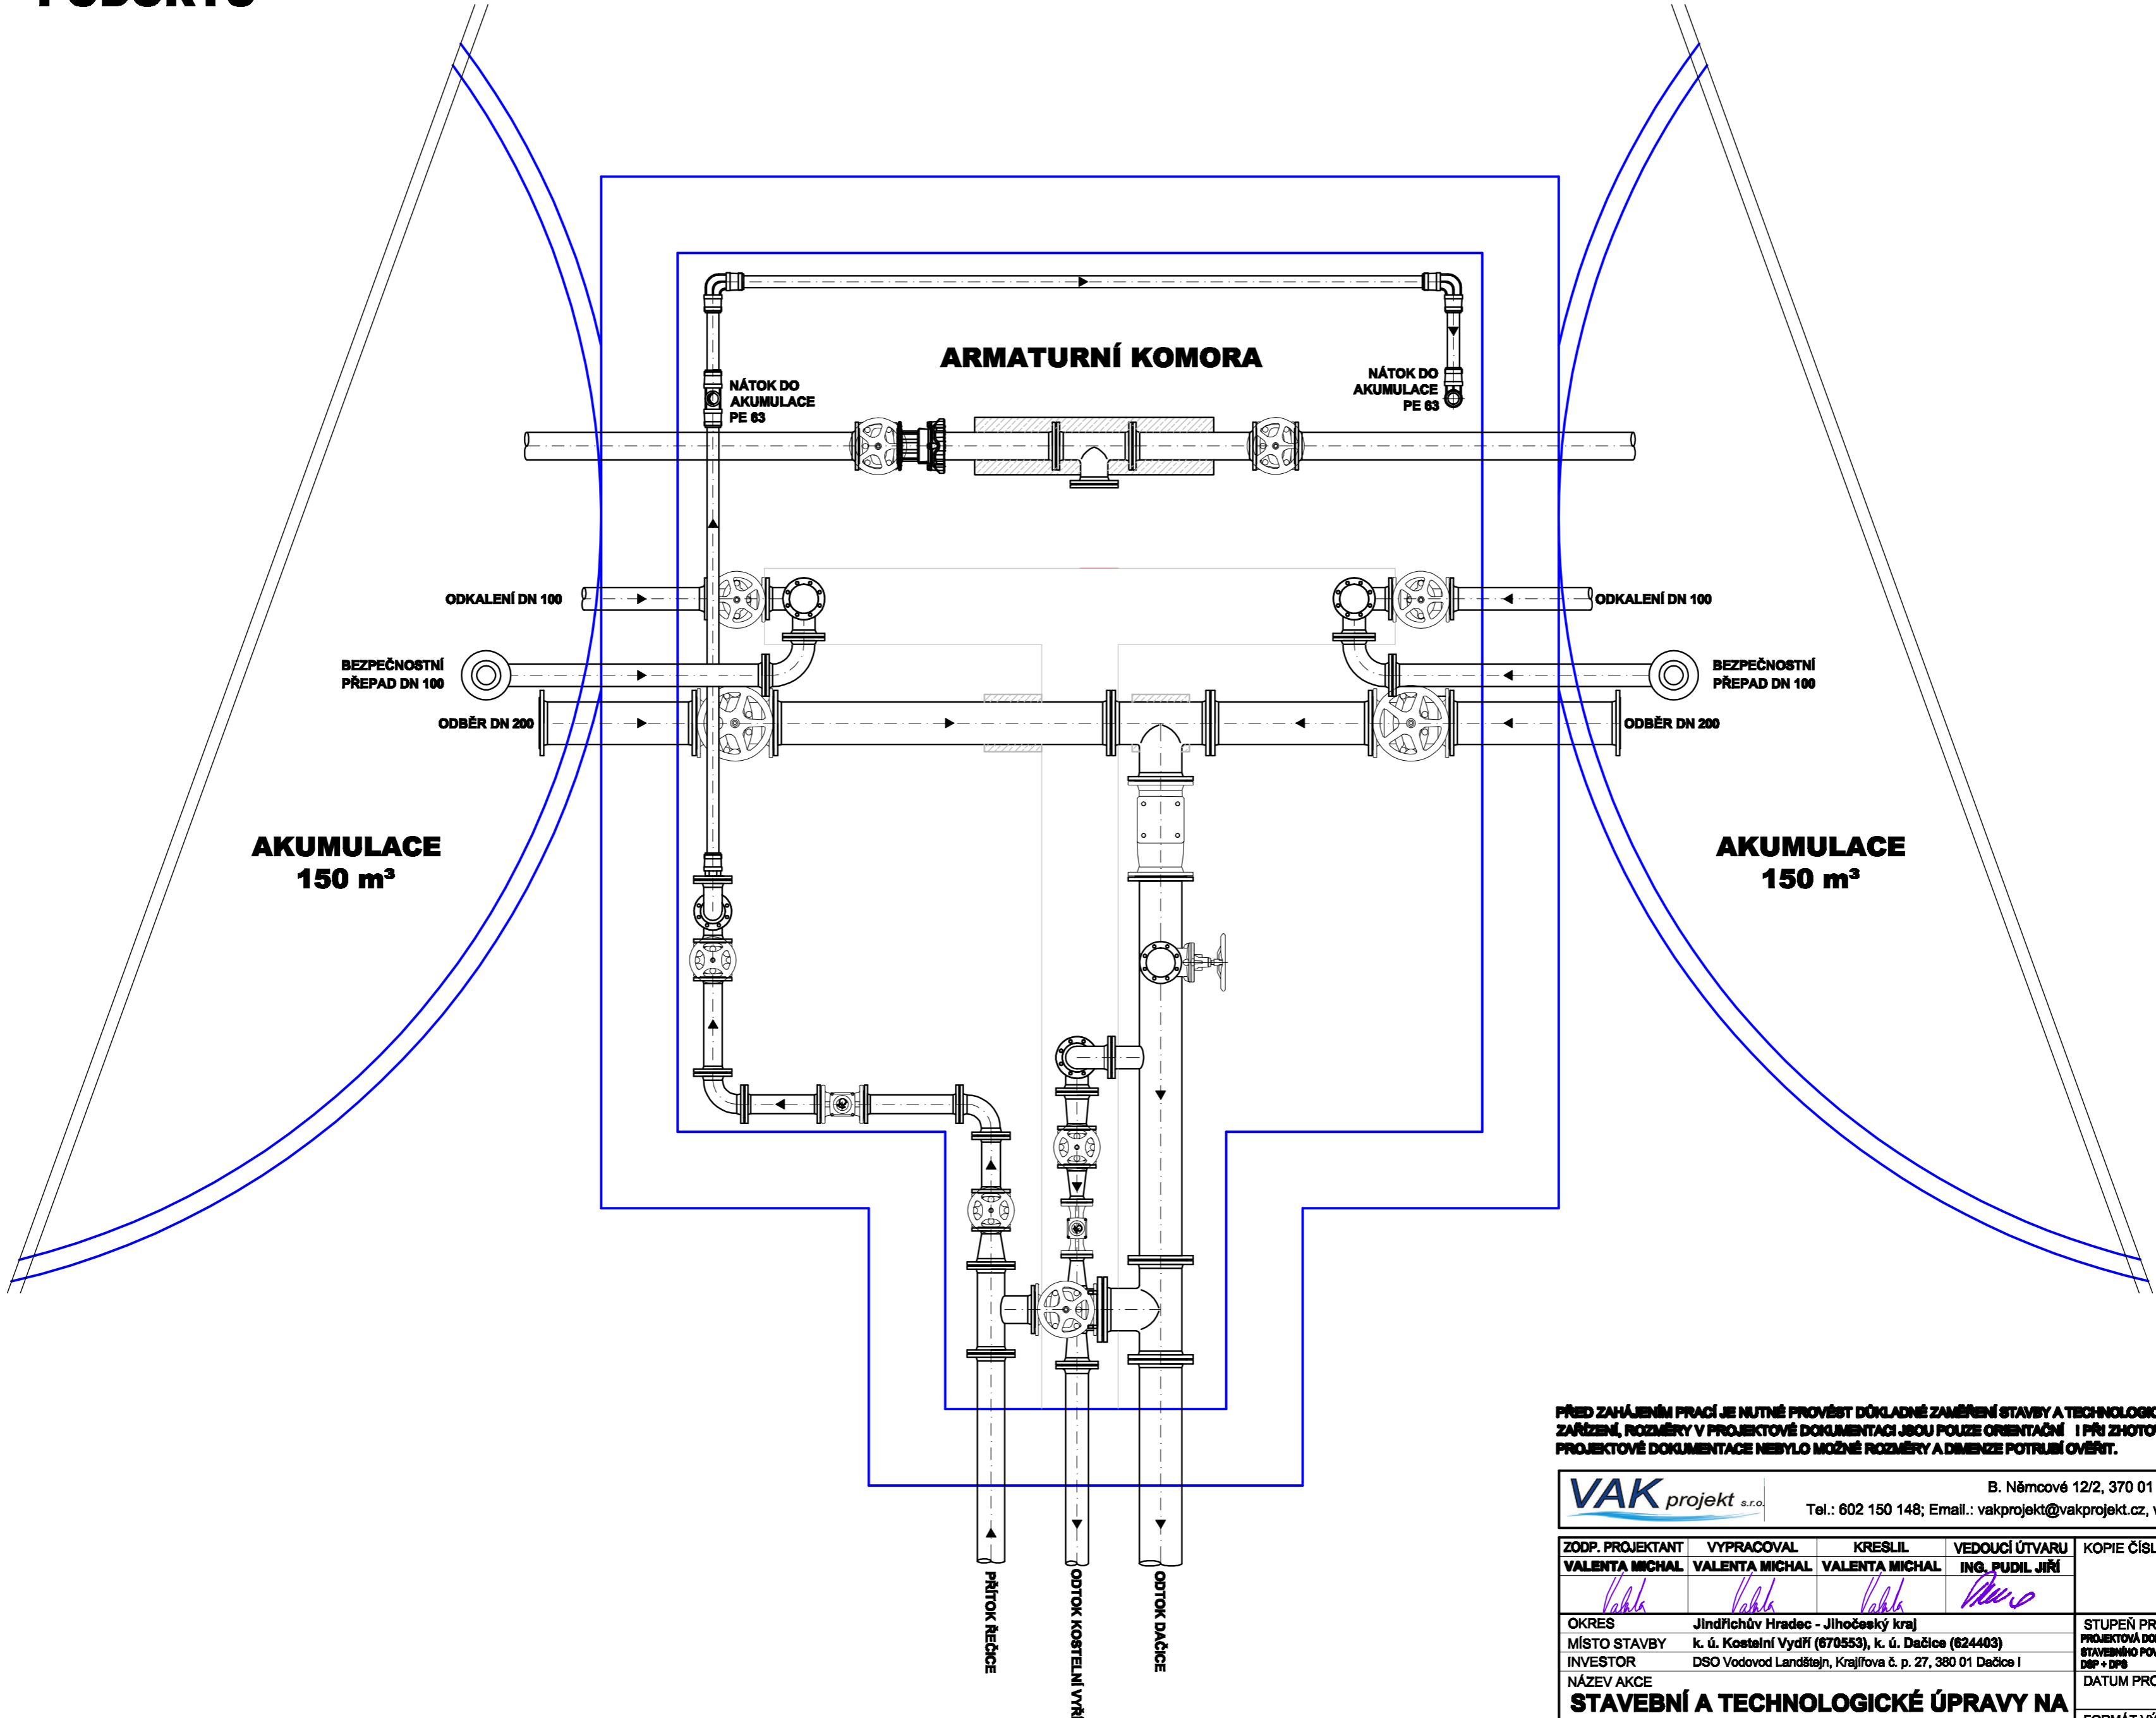 ARMATURNÍ KOMORA
NÁTOK DO
AKUMULACE
PE 63
NÁTOK DO
AKUMULACE
PE 63
ODKALENÍ DN 100
ODKALENÍ DN 100
BEZPEČNOSTNÍ
PŘEPAD DN 100
BEZPEČNOSTNÍ
PŘEPAD DN 100
ODBĚR DN 200
ODBĚR DN 200
AKUMULACE
150 m³
AKUMULACE
150 m³
PŘÍTOK ŘEČICE
ODTOK KOSTELNÍ VYŘÍ
ODTOK DAČICE
PŘED ZAHÁJENÍM PRACÍ JE NUTNÉ PROVÉST DŮKLADNÉ ZAMĚŘENÍ STAVBY A TECHNOLOGIC
ZAŘÍZENÍ, ROZMĚRY V PROJEKTOVÉ DOKUMENTACI JSOU POUZE ORIENTAČNÍ ! PŘI ZHOTO
PROJEKTOVÉ DOKUMENTACE NEBYLO MOŽNÉ ROZMĚRY A DIMENZE POTRUBÍ OVĚŘIT.
VAK projekt s.r.o.
B. Němcové 12/2, 370 01
Tel.: 602 150 148; Email.: vakprojekt@vakprojekt.cz,
ZODP. PROJEKTANT VYPRACOVAL KRESLIL VEDOUCÍ ÚTVARU KOPIE ČÍSL
VALENTA MICHAL VALENTA MICHAL VALENTA MICHAL ING. PUDIL JIŘÍ
OKRES Jindřichův Hradec - Jihočeský kraj
MÍSTO STAVBY k. ú. Kostelní Vydří (670553), k. ú. Dačice (624403)
INVESTOR DSO Vodovod Landštejn, Krajířova č. p. 27, 380 01 Dačice I
STUPEŇ PR
PROJEKTOVÁ DO
STAVEBNÍHO POV
DSP + DPS
NÁZEV AKCE
STAVEBNÍ A TECHNOLOGICKÉ ÚPRAVY NA
DATUM PRO